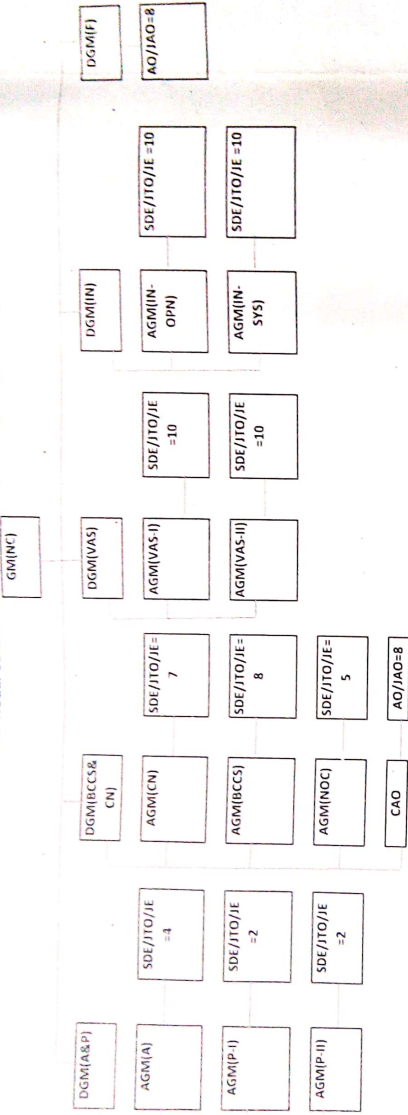 GM(NC)
DGM(A&P)
DGM(BCCS&
CN)
DGM(VAS)
DGM(IN)
DGM(F)
AGM(A)
SDE/JTO/JE
=4
AGM(P-I)
SDE/JTO/JE
=2
AGM(P-II)
SDE/JTO/JE
=2
AGM(CN)
SDE/JTO/JE=
7
AGM(BCCS)
SDE/JTO/JE=
8
AGM(NOC)
SDE/JTO/JE=
5
CAO
AO/JAO=8
AGM(VAS-I)
SDE/JTO/JE
=10
AGM(VAS-II)
SDE/JTO/JE
=10
AGM(IN-
OPN)
SDE/JTO/JE =10
AGM(IN-
SYS)
SDE/JTO/JE =10
AO/JAO=8